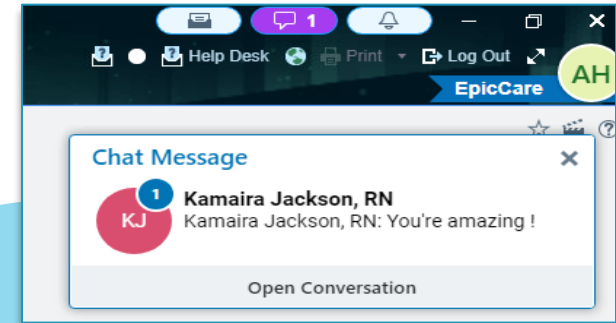 1
Help Desk Print Log Out
AH
EpicCare
Chat Message
1
KJ
Kamaira Jackson, RN
Kamaira Jackson, RN: You're amazing !
Open Conversation